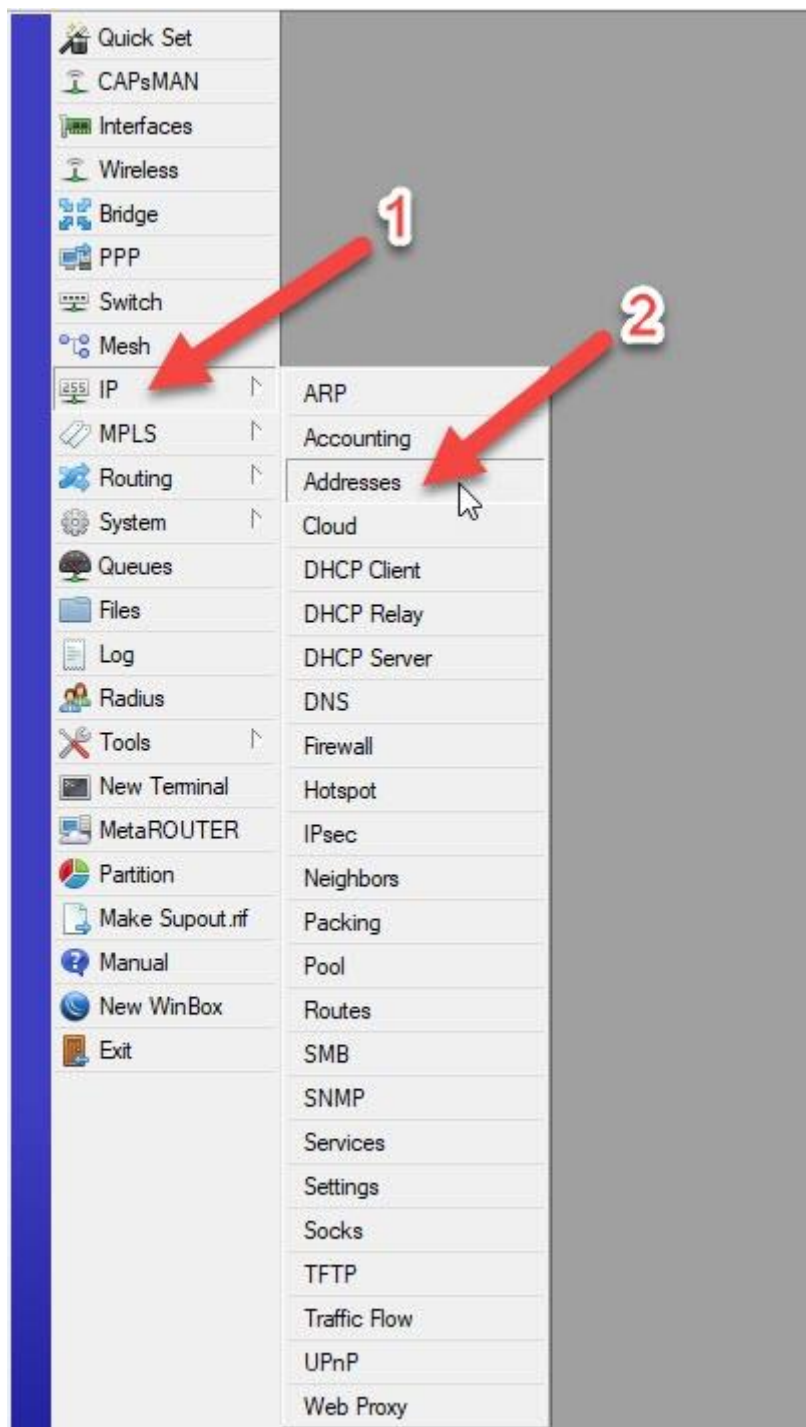 Quick Set
CAPsMAN
Interfaces
Wireless
Bridge
PPP
Switch
Mesh
255 IP
MPLS
Routing
System
Queues
Files
Log
Radius
Tools
New Terminal
MetaROUTER
Partition
Make Supout.rif
Manual
New WinBox
Exit
1
2
ARP
Accounting
Addresses
Cloud
DHCP Client
DHCP Relay
DHCP Server
DNS
Firewall
Hotspot
IPsec
Neighbors
Packing
Pool
Routes
SMB
SNMP
Services
Settings
Socks
TFTP
Traffic Flow
UPnP
Web Proxy